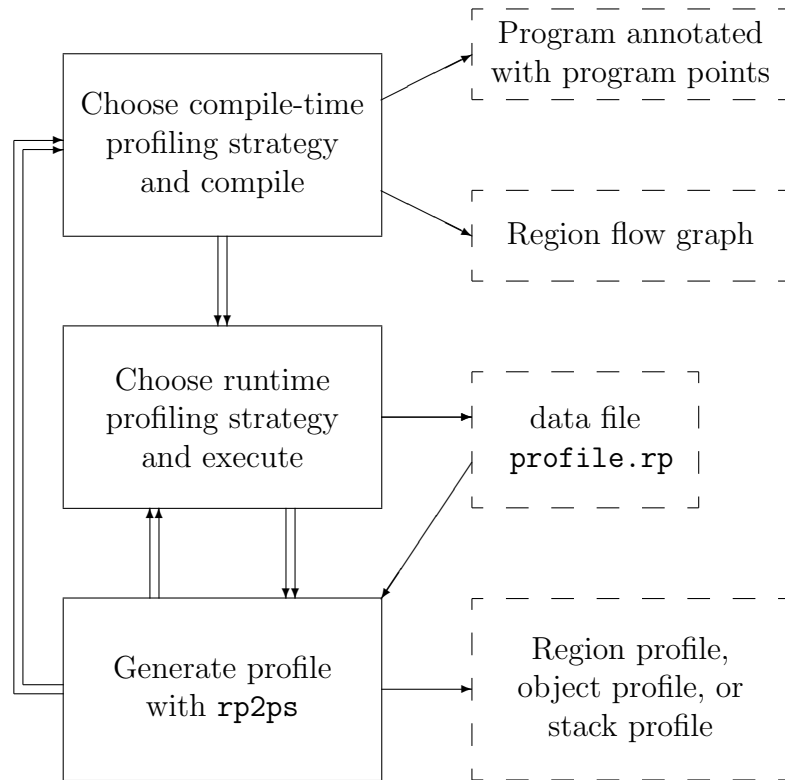 Program annotated
with program points
Choose compile-time
profiling strategy
and compile
Region flow graph
Choose runtime
profiling strategy
and execute
data file
profile.rp
Generate profile
with rp2ps
Region profile,
object profile, or
stack profile